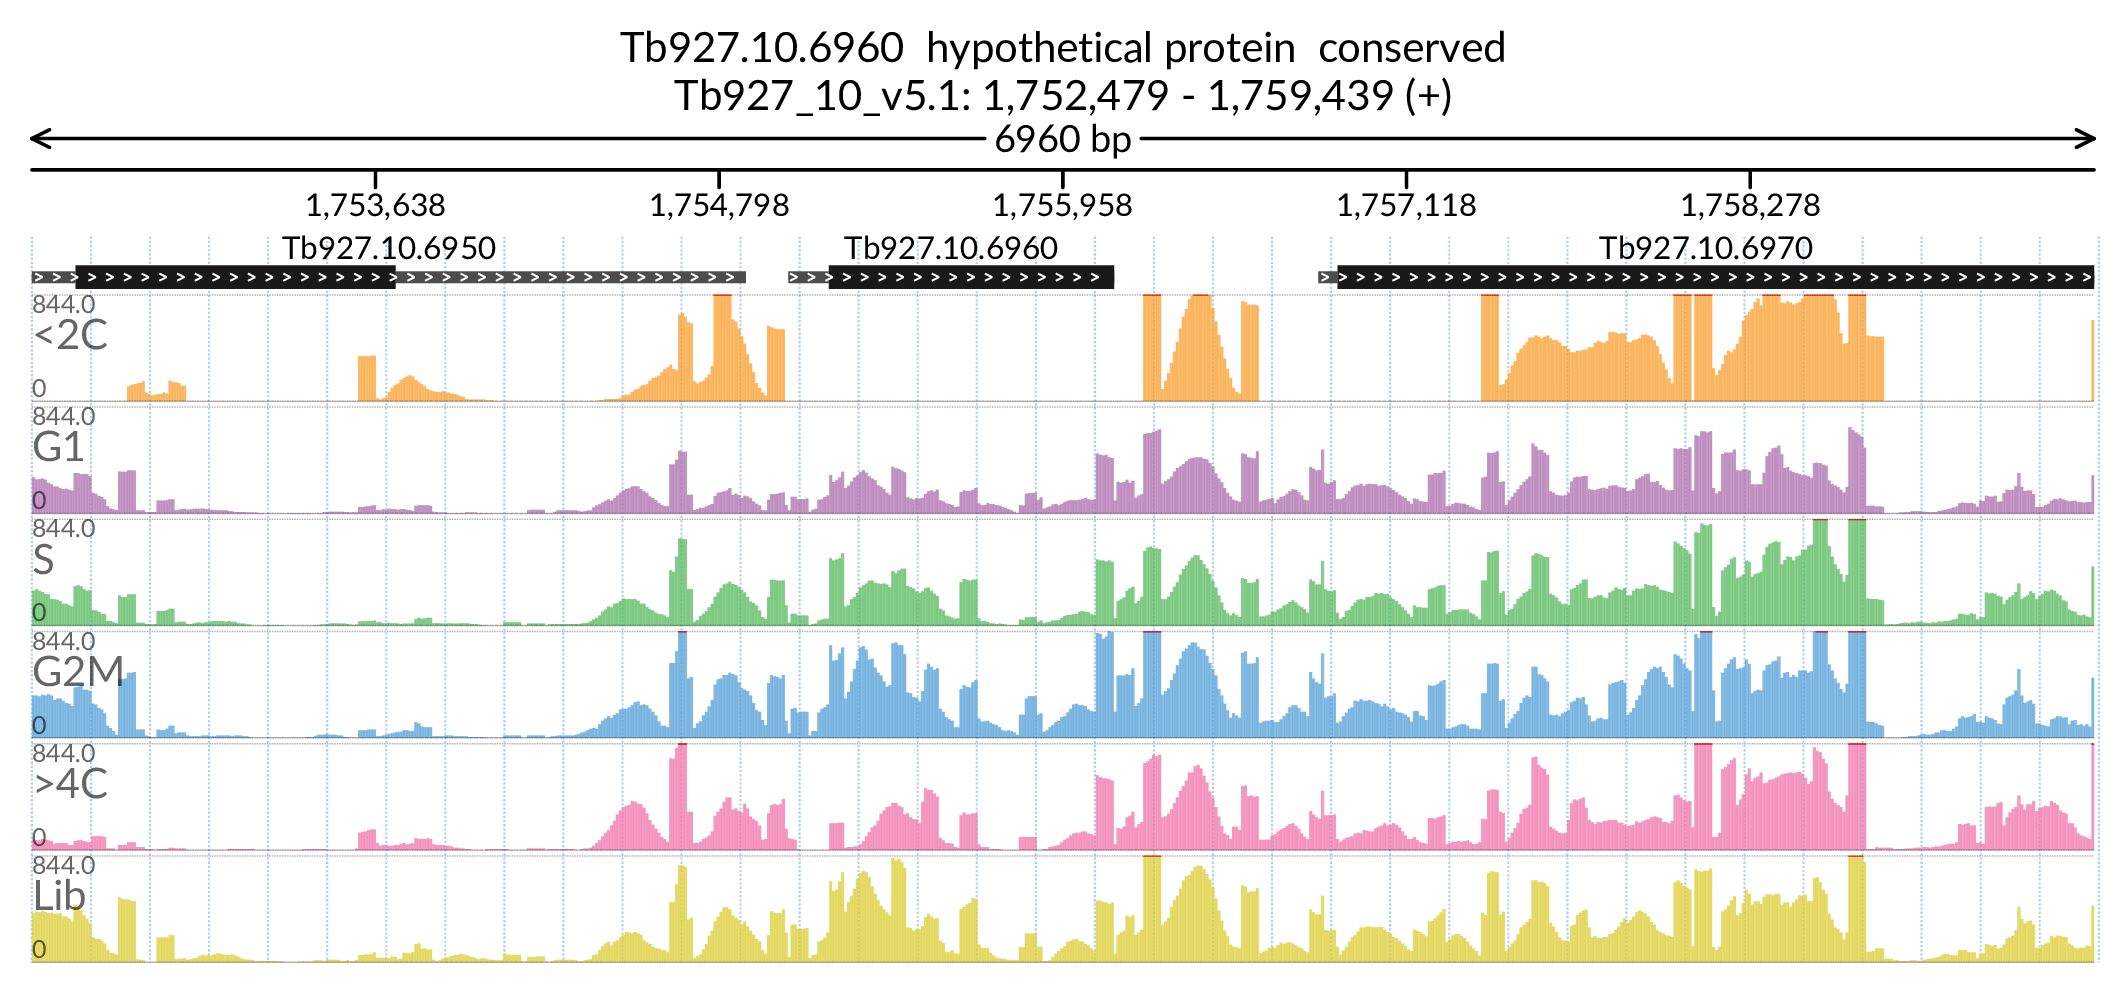 Tb927.10.6960 hypothetical protein conserved
Tb927_10_v5.1: 1,752,479 - 1,759,439 (+)
6960 bp
1,753,638 1,754,798 1,755,958 1,757,118 1,758,278
Tb927.10.6950 Tb927.10.6960 Tb927.10.6970
844.0
<2C
0
844.0
G1
0
844.0
S
0
844.0
G2M
0
844.0
>4C
0
844.0
Lib
0